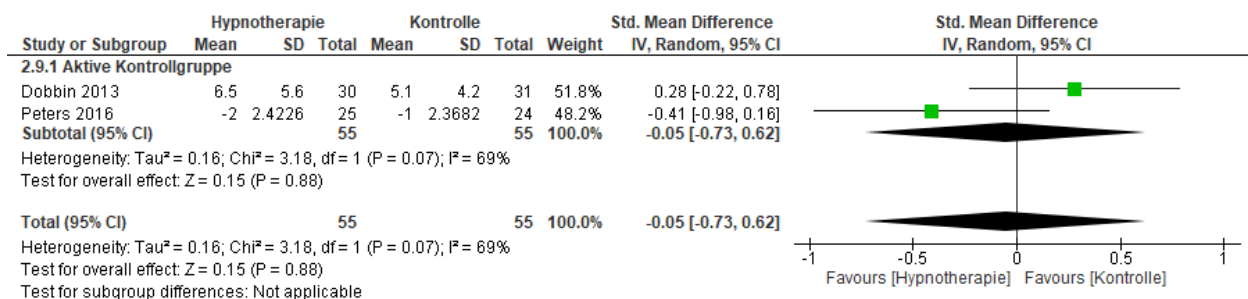 Hypnotherapie Kontrolle Std. Mean Difference Std. Mean Difference
Study or Subgroup Mean SD Total Mean SD Total Weight IV, Random, 95% CI IV, Random, 95% CI
2.9.1 Aktive Kontrollgruppe
Dobbin 2013 6.5 5.6 30 5.1 4.2 31 51.8% 0.28 [-0.22, 0.78]
Peters 2016 -2 2.4226 25 -1 2.3682 24 48.2% -0.41 [-0.98, 0.16]
Subtotal (95% CI) 55 55 100.0% -0.05 [-0.73, 0.62]
Heterogeneity: Tau² = 0.16; Chi² = 3.18, df = 1 (P = 0.07); I² = 69%
Test for overall effect: Z = 0.15 (P = 0.88)
Total (95% CI) 55 55 100.0% -0.05 [-0.73, 0.62]
Heterogeneity: Tau² = 0.16; Chi² = 3.18, df = 1 (P = 0.07); I² = 69%
Test for overall effect: Z = 0.15 (P = 0.88)
Test for subgroup differences: Not applicable
-1 -0.5 0 0.5 1
Favours [Hypnotherapie] Favours [Kontrolle]